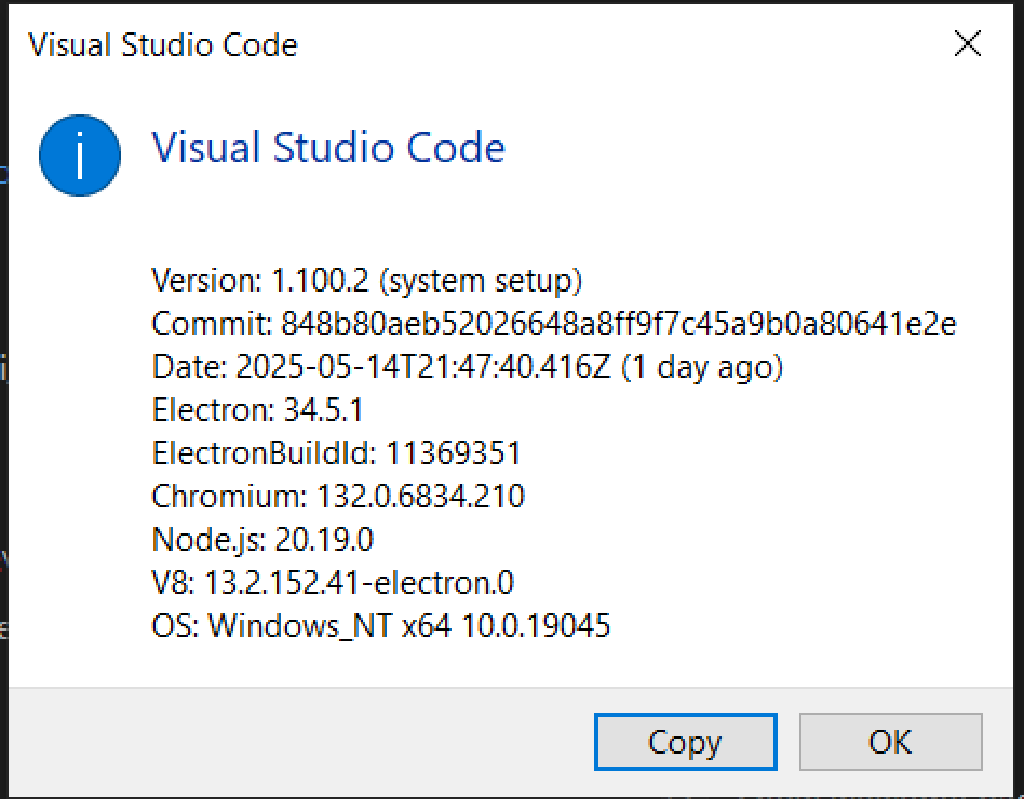 Visual Studio Code
Visual Studio Code
Version: 1.100.2 (system setup)
Commit: 848b80aeb52026648a8ff9f7c45a9b0a80641e2e
Date: 2025-05-14T21:47:40.416Z (1 day ago)
Electron: 34.5.1
ElectronBuildId: 11369351
Chromium: 132.0.6834.210
Node.js: 20.19.0
V8: 13.2.152.41-electron.0
OS: Windows_NT x64 10.0.19045
Copy
OK